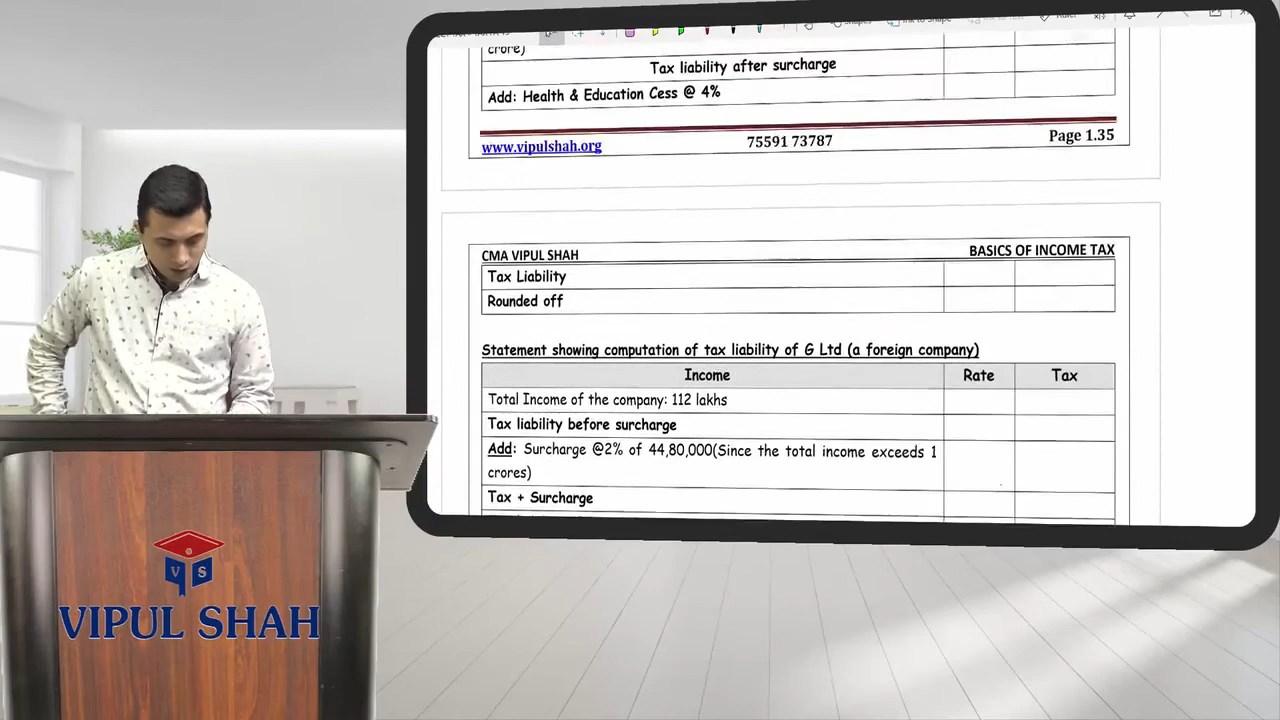 crore)
Tax liability after surcharge
Add: Health & Education Cess @ 4%
www.vipulshah.org 75591 73787 Page 1.35
CMA VIPUL SHAH BASICS OF INCOME TAX
Tax Liability
Rounded off
Statement showing computation of tax liability of G Ltd (a foreign company)
Income Rate Tax
Total Income of the company: 112 lakhs
Tax liability before surcharge
Add: Surcharge @2% of 44,80,000(Since the total income exceeds 1
crores)
Tax + Surcharge
V S
VIPUL SHAH